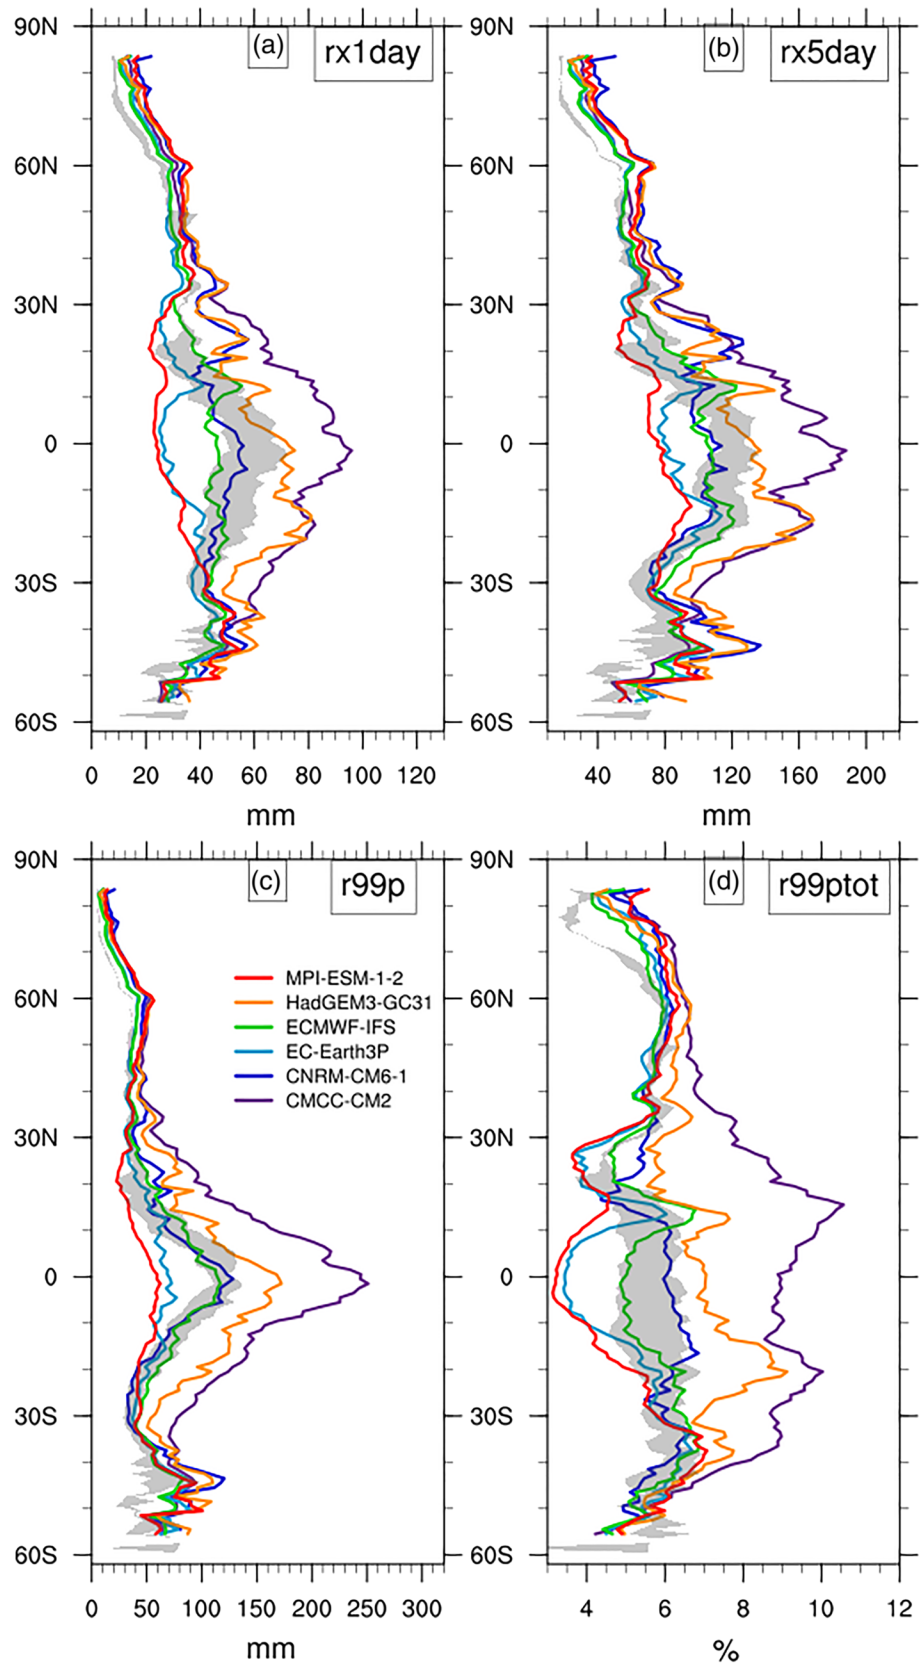 90N
60N
30N
0
30S
60S
(a)
rx1day
0 20 40 60 80 100 120
mm
90N
60N
30N
0
30S
60S
(b)
rx5day
40 80 120 160 200
mm
90N
60N
30N
0
30S
60S
(c)
r99p
MPI-ESM-1-2
HadGEM3-GC31
ECMWF-IFS
EC-Earth3P
CNRM-CM6-1
CMCC-CM2
0 50 100 150 200 250 300
mm
90N
60N
30N
0
30S
60S
(d)
r99ptot
4 6 8 10 12
%